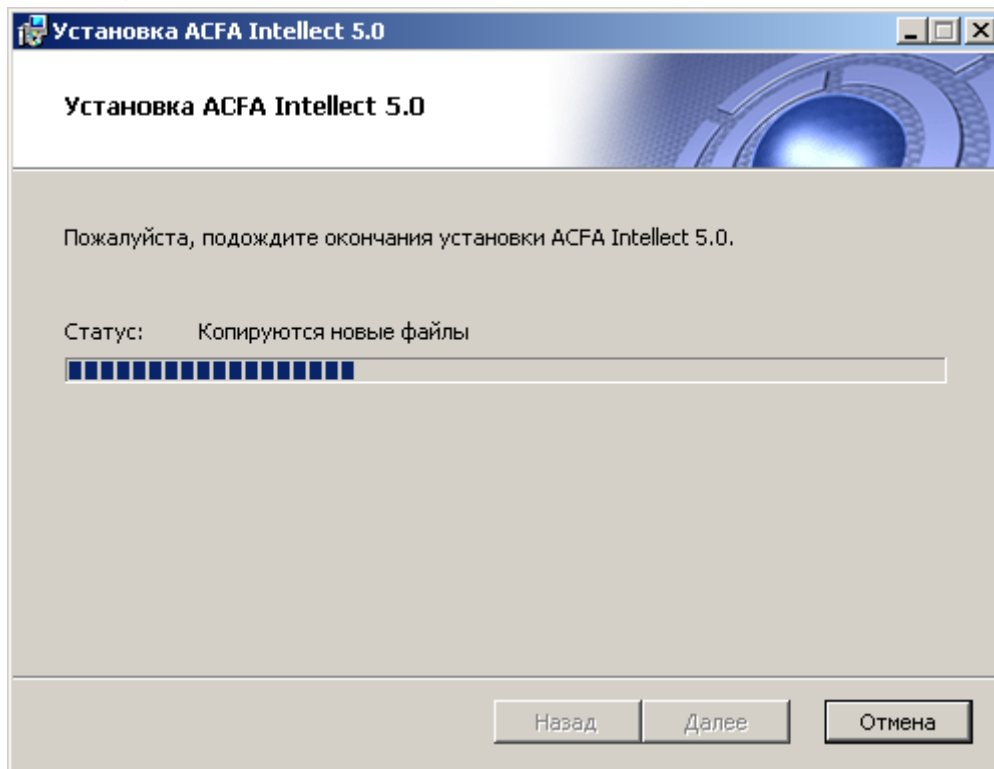 Установка ACFA Intellect 5.0
Установка ACFA Intellect 5.0
Пожалуйста, подождите окончания установки ACFA Intellect 5.0.
Статус: Копируются новые файлы
Назад Далее Отмена